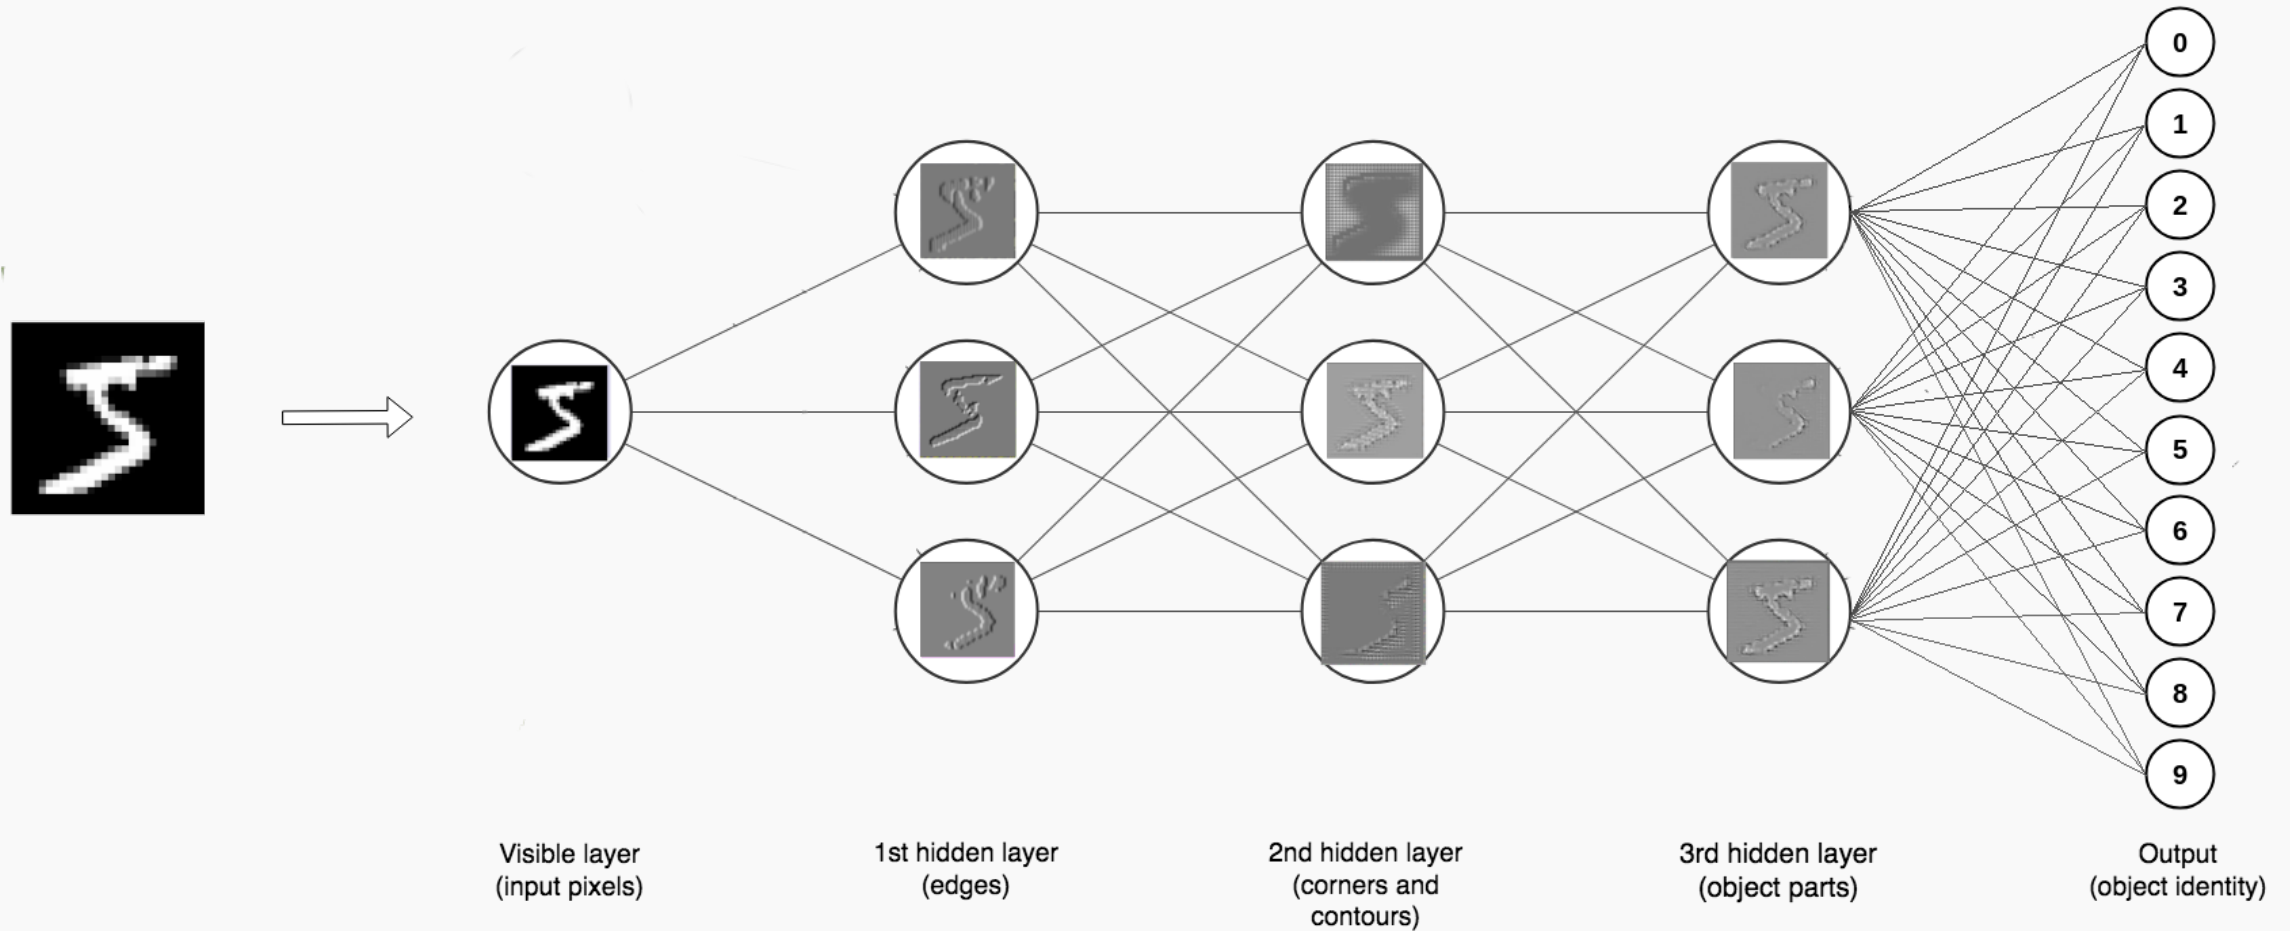 0
1
2
3
4
5
6
7
8
9
Visible layer
(input pixels)
1st hidden layer
(edges)
2nd hidden layer
(corners and
contours)
3rd hidden layer
(object parts)
Output
(object identity)